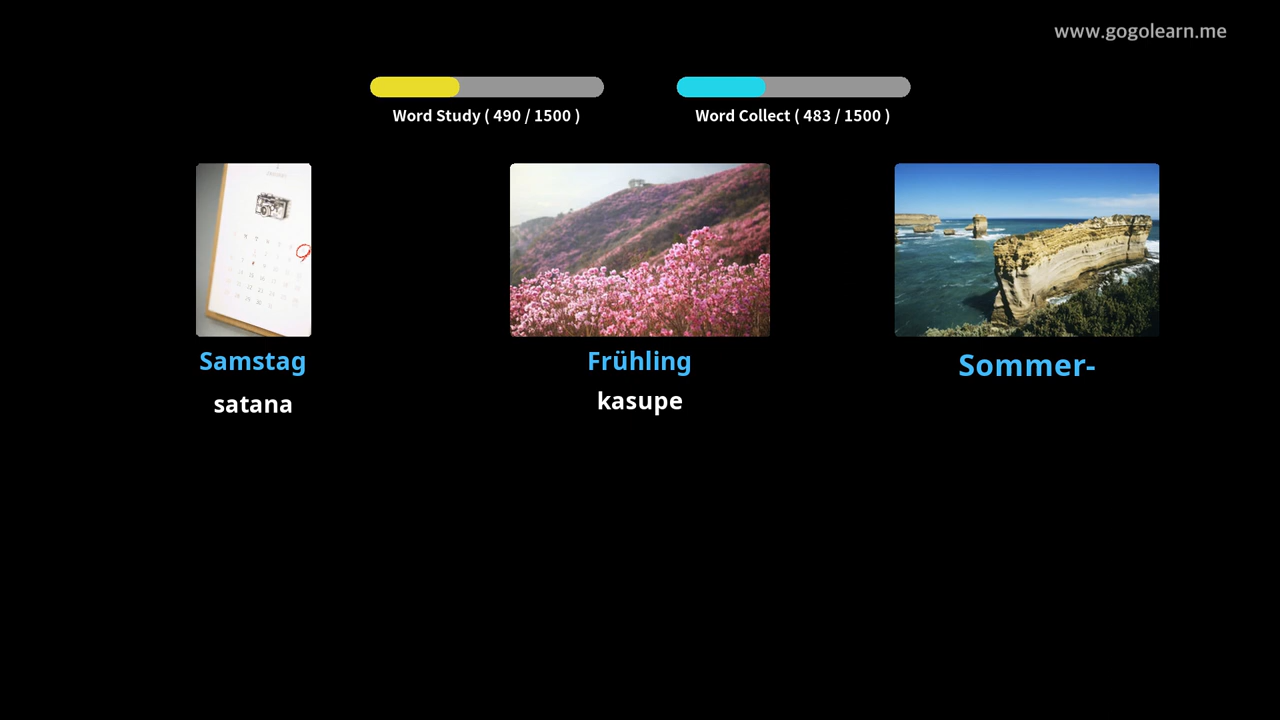 www.gogolearn.me
Word Study ( 490 / 1500 )
Word Collect ( 483 / 1500 )
Samstag
Frühling
Sommer-
satana
kasupe